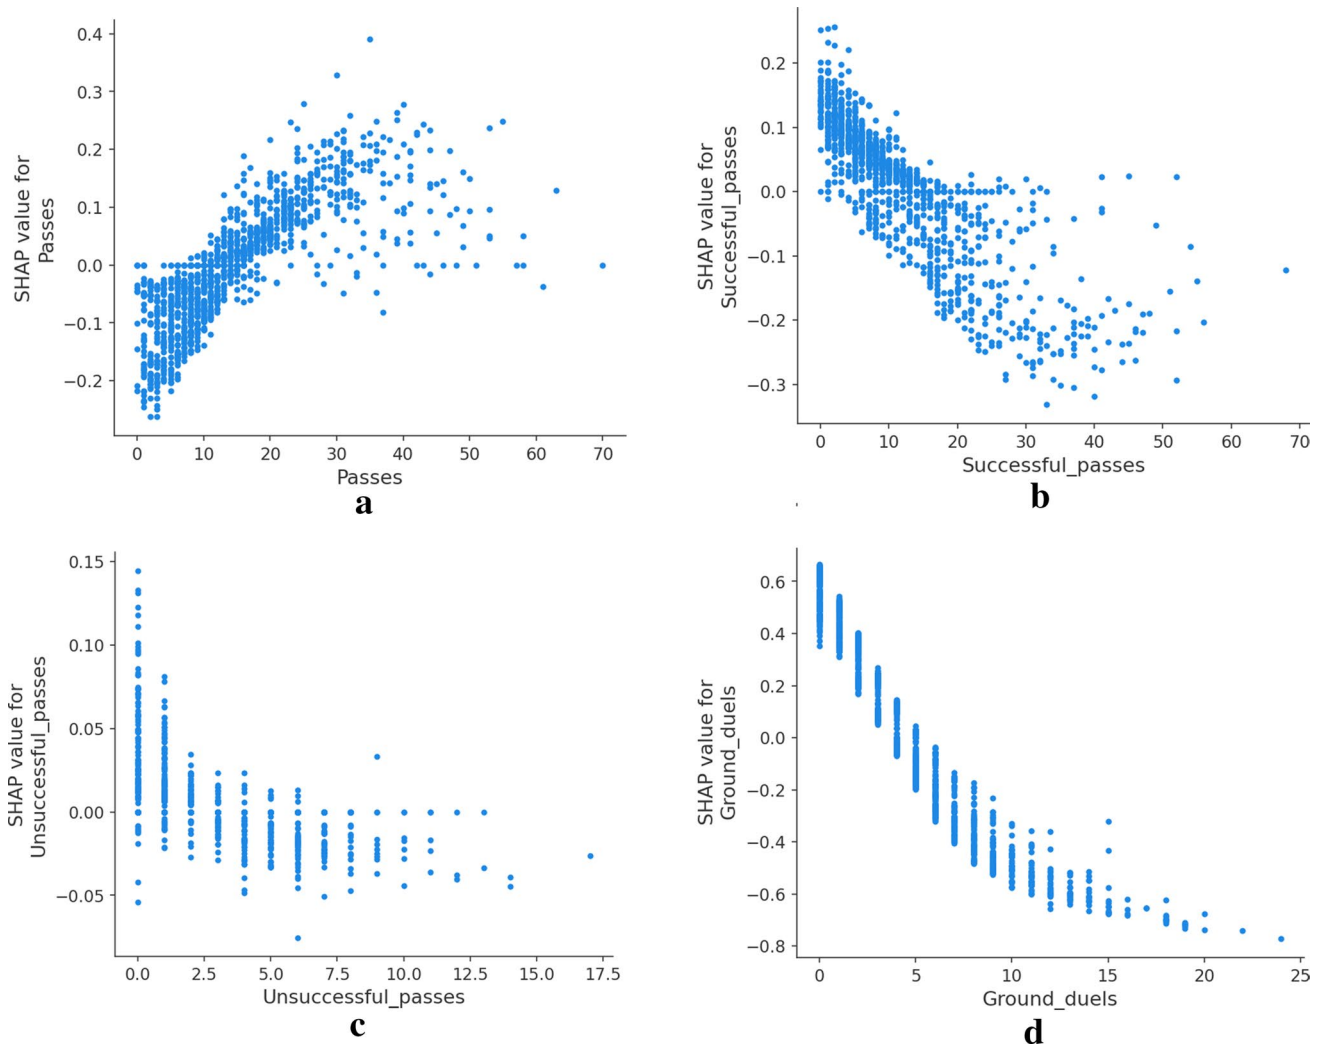 0.4
0.3
0.2
0.1
0.0
−0.1
−0.2
SHAP value for
Passes
0 10 20 30 40 50 60 70
Passes
a
0.2
0.1
0.0
−0.1
−0.2
−0.3
SHAP value for
Successful_passes
0 10 20 30 40 50 60 70
Successful_passes
b
0.15
0.10
0.05
0.00
−0.05
SHAP value for
Unsuccessful_passes
0.0 2.5 5.0 7.5 10.0 12.5 15.0 17.5
Unsuccessful_passes
c
0.6
0.4
0.2
0.0
−0.2
−0.4
−0.6
−0.8
SHAP value for
Ground_duels
0 5 10 15 20 25
Ground_duels
d